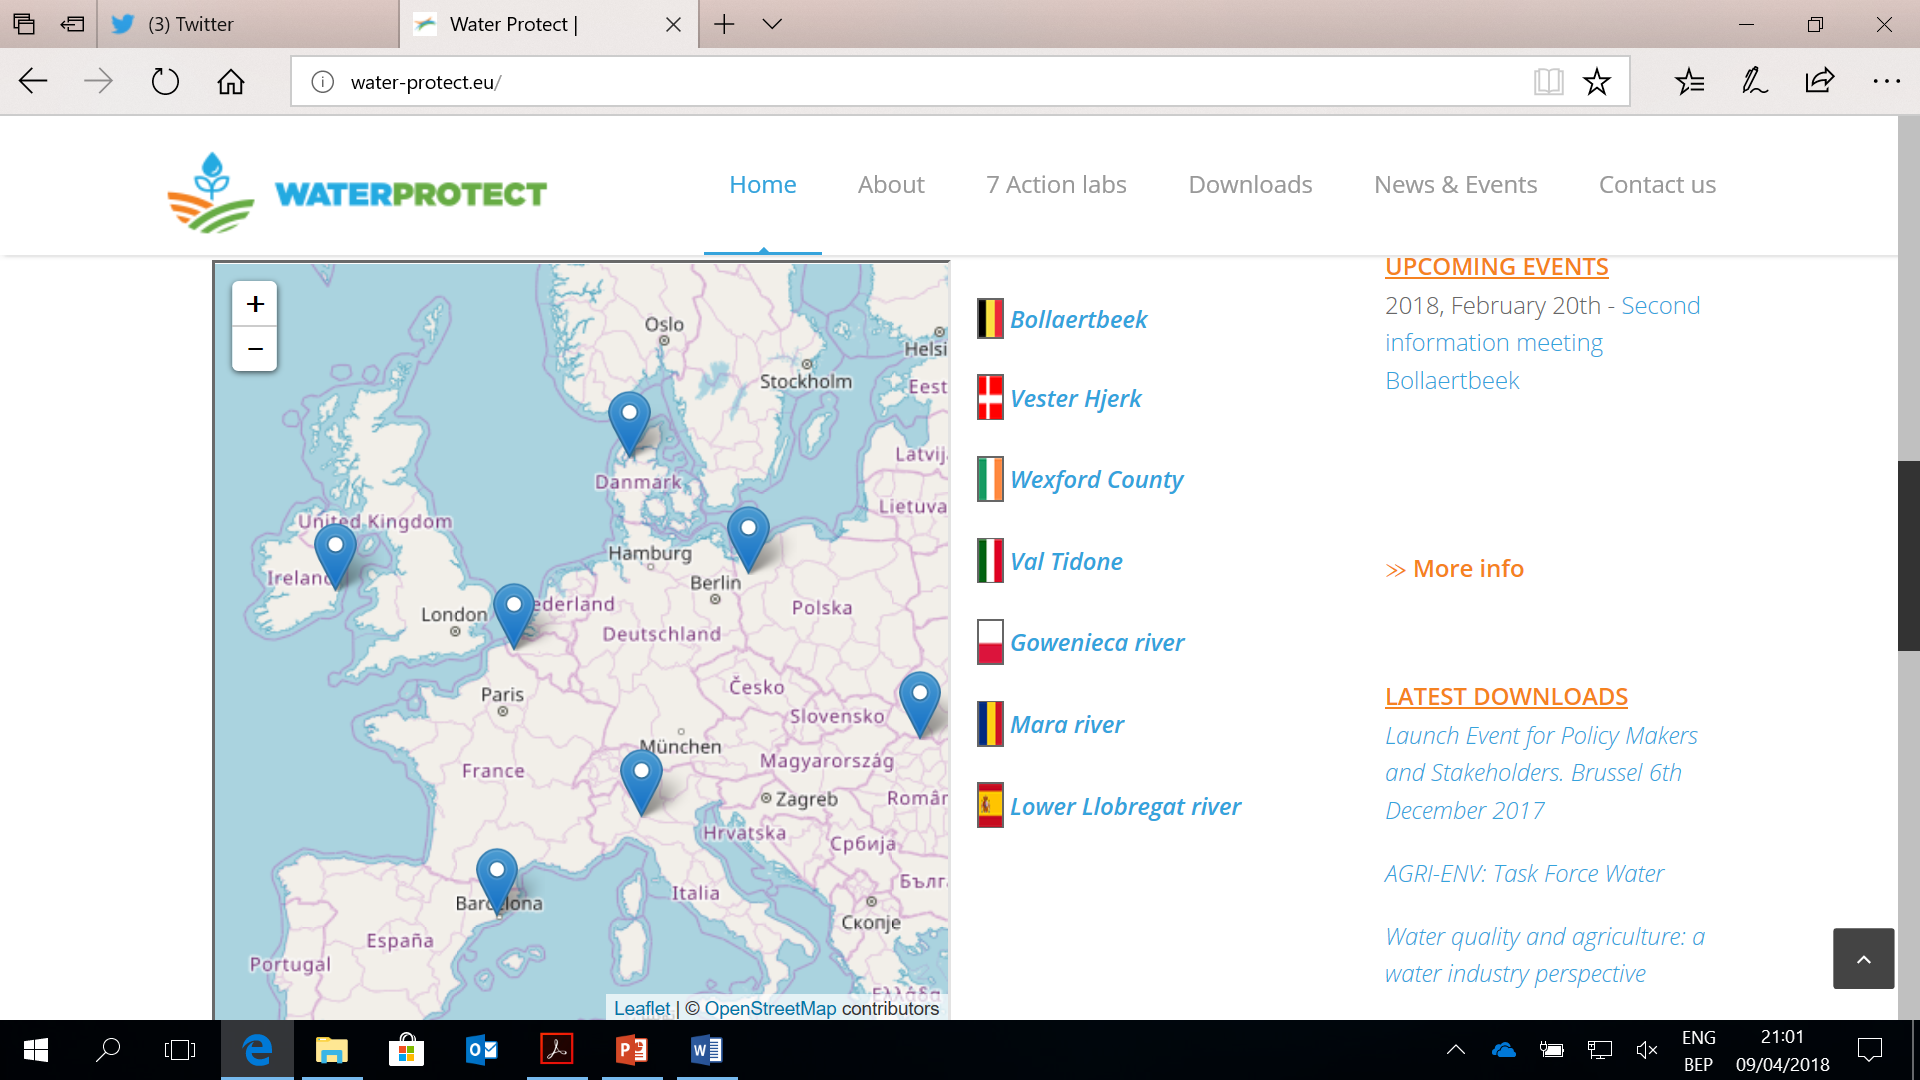 (3) Twitter
Water Protect |
water-protect.eu/
WATERPROTECT
Home
About
7 Action labs
Downloads
News & Events
Contact us
+
−
Oslo
Helsi
Stockholm
Eest
Latvij
Danmark
Lietuva
United Kingdom
Hamburg
Ireland
Berlin
London
ederland
Polska
Deutschland
Česko
Paris
Slovensko
München
France
Magyarország
Zagreb
Român
Hrvatska
Србија
Бълг
Italia
Barcelona
Скопје
España
Portugal
Ελλάδα
Leaflet | © OpenStreetMap contributors
Bollaertbeek
Vester Hjerk
Wexford County
Val Tidone
Gowenieca river
Mara river
Lower Llobregat river
UPCOMING EVENTS
2018, February 20th - Second
information meeting
Bollaertbeek
≫ More info
LATEST DOWNLOADS
Launch Event for Policy Makers
and Stakeholders. Brussel 6th
December 2017
AGRI-ENV: Task Force Water
Water quality and agriculture: a
water industry perspective
ENG
BEP
21:01
09/04/2018